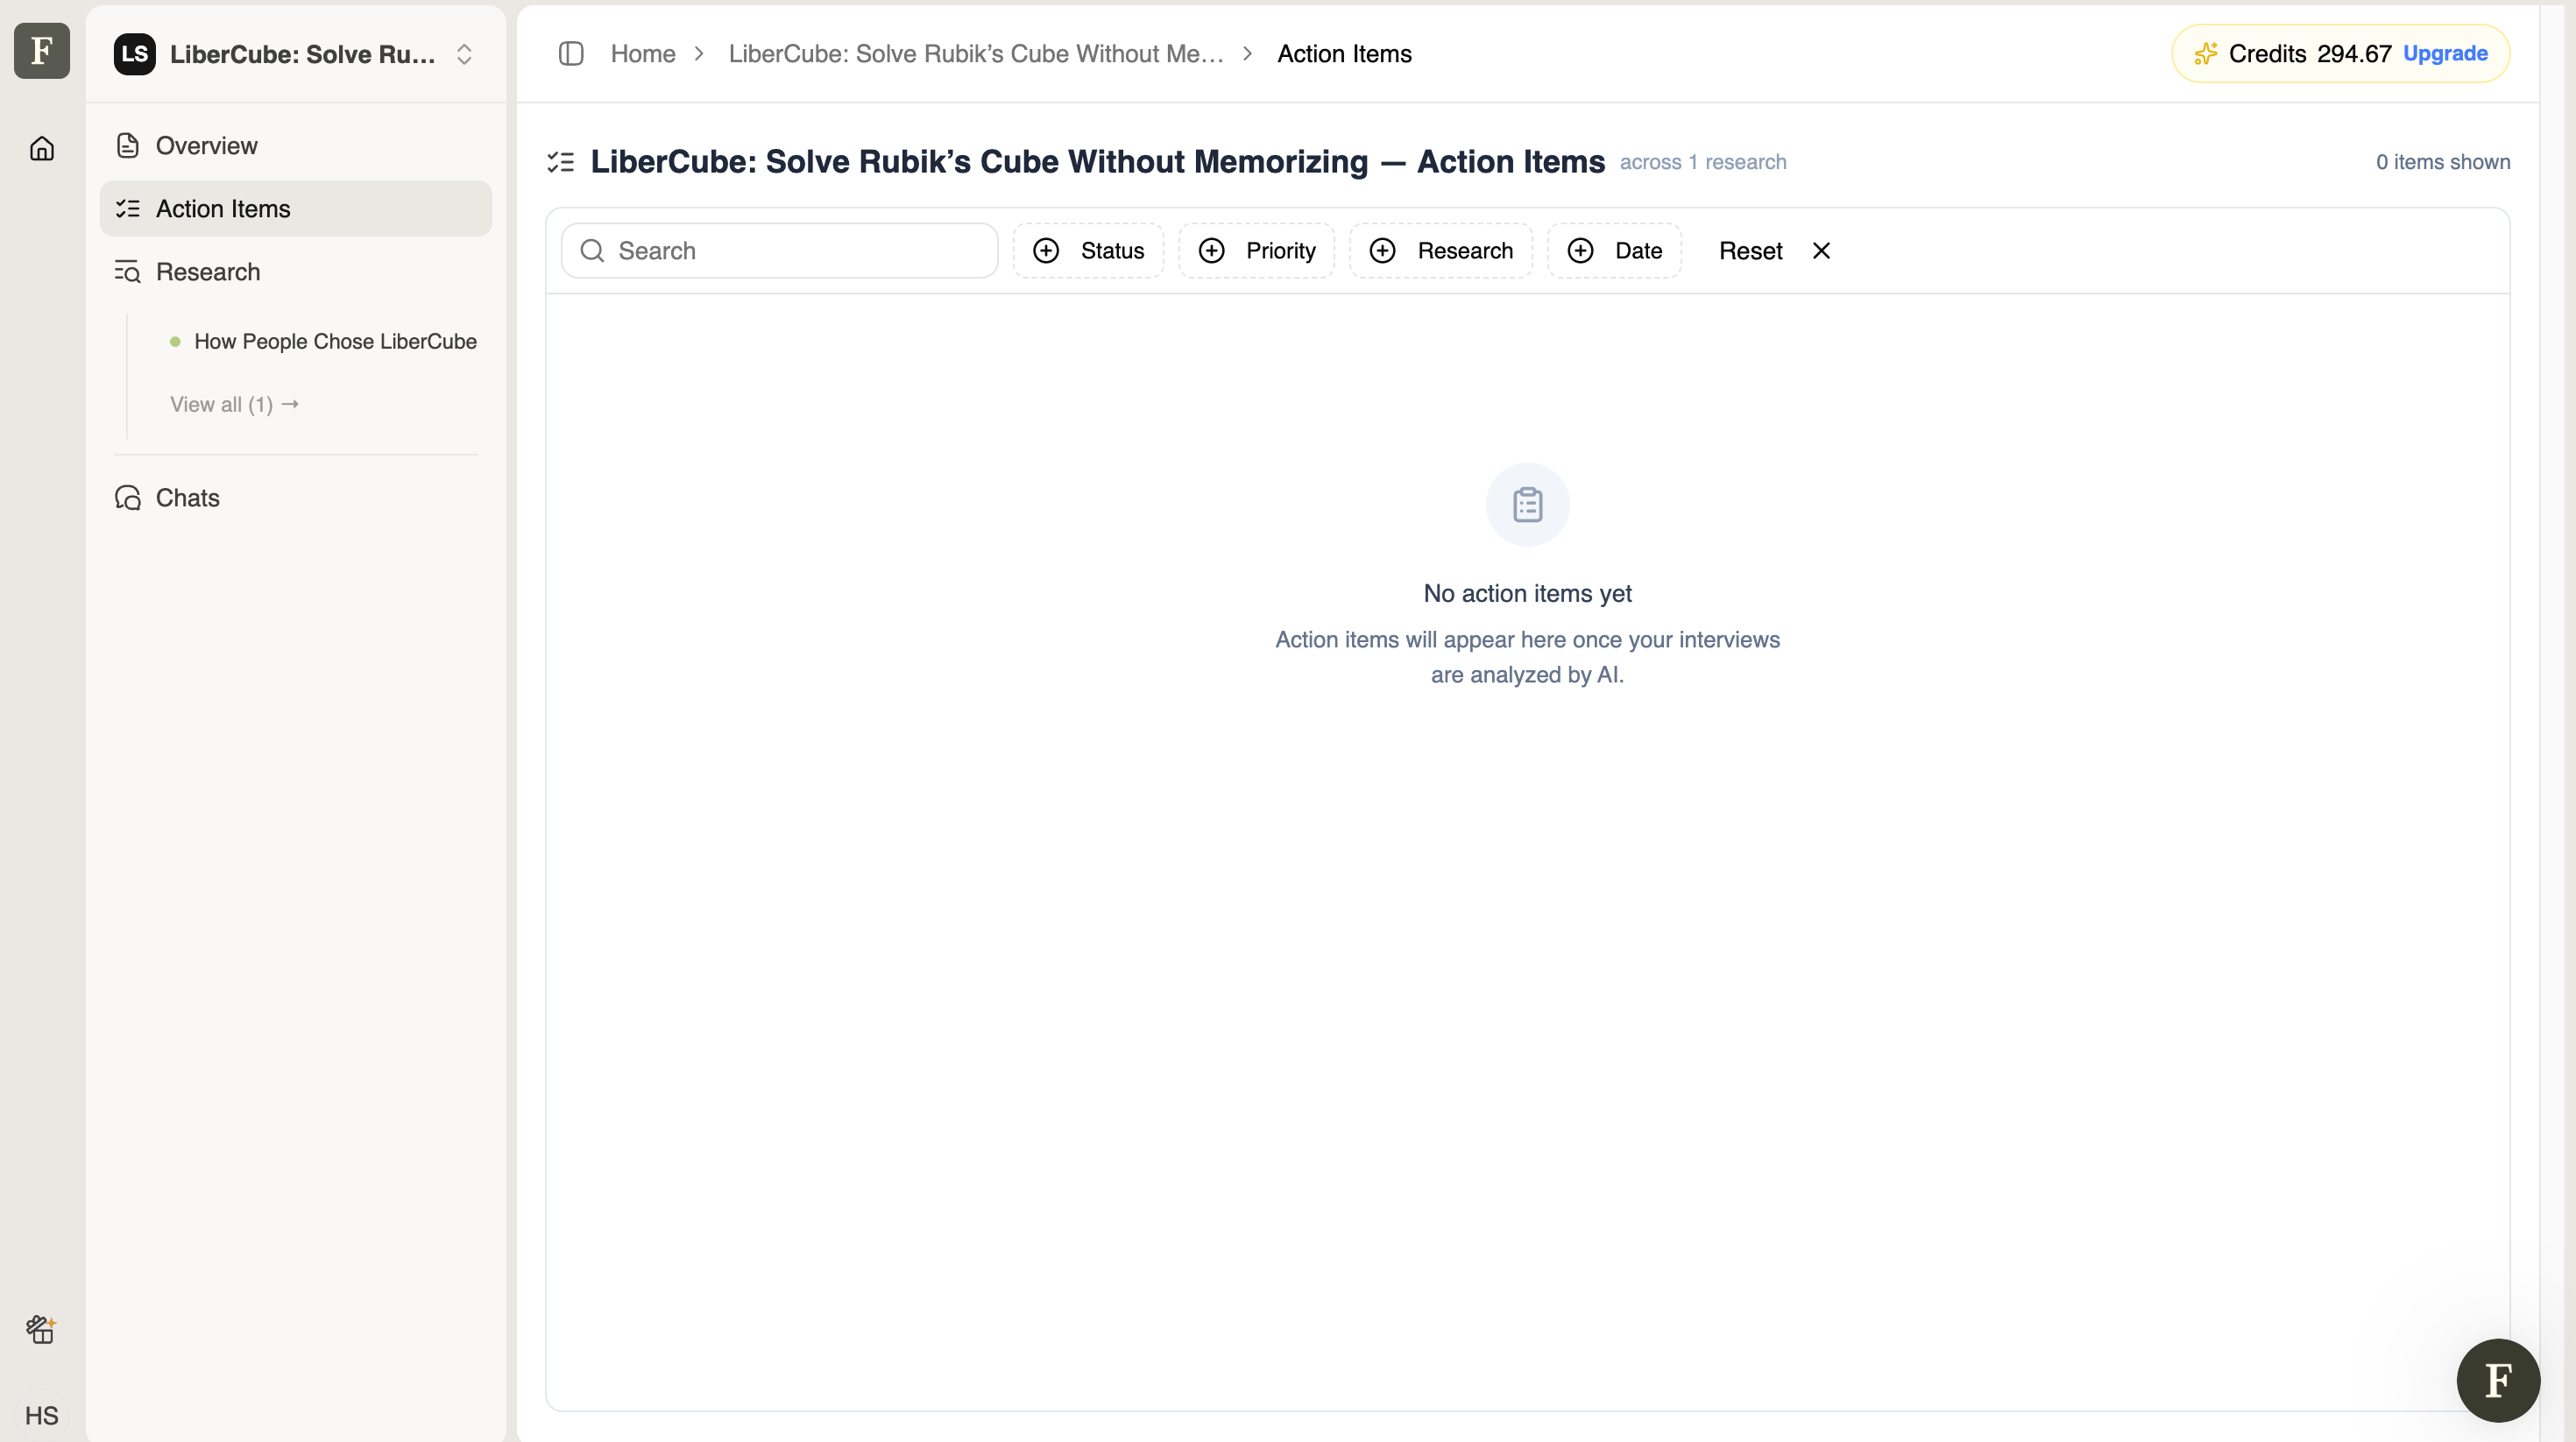 F
LS LiberCube: Solve Ru...
Home > LiberCube: Solve Rubik’s Cube Without Me... > Action Items
Credits 294.67 Upgrade
Overview
Action Items
Research
How People Chose LiberCube
View all (1) →
Chats
HS
LiberCube: Solve Rubik’s Cube Without Memorizing — Action Items across 1 research
0 items shown
Search Status Priority Research Date Reset
No action items yet
Action items will appear here once your interviews
are analyzed by AI.
F